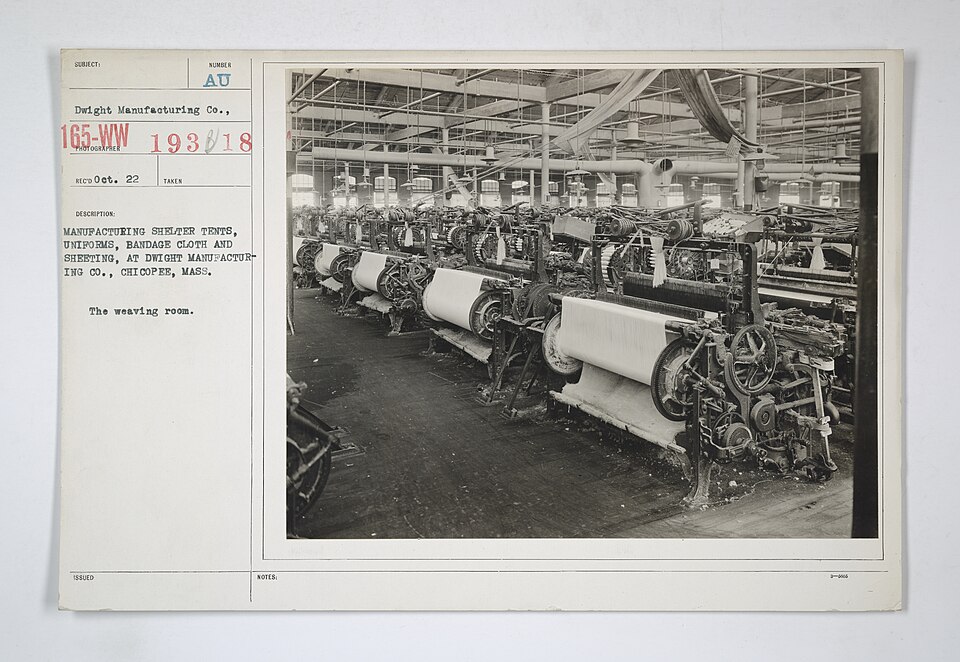 SUBJECT:
NUMBER
AU
Dwight Manufacturing Co.,
165-WW
193B18
PHOTOGRAPHER
REC'D Oct. 22
TAKEN
DESCRIPTION:
MANUFACTURING SHELTER TENTS,
UNIFORMS, BANDAGE CLOTH AND
SHEETING, AT DWIGHT MANUFACTUR-
ING CO., CHICOPEE, MASS.
The weaving room.
ISSUED
NOTES: